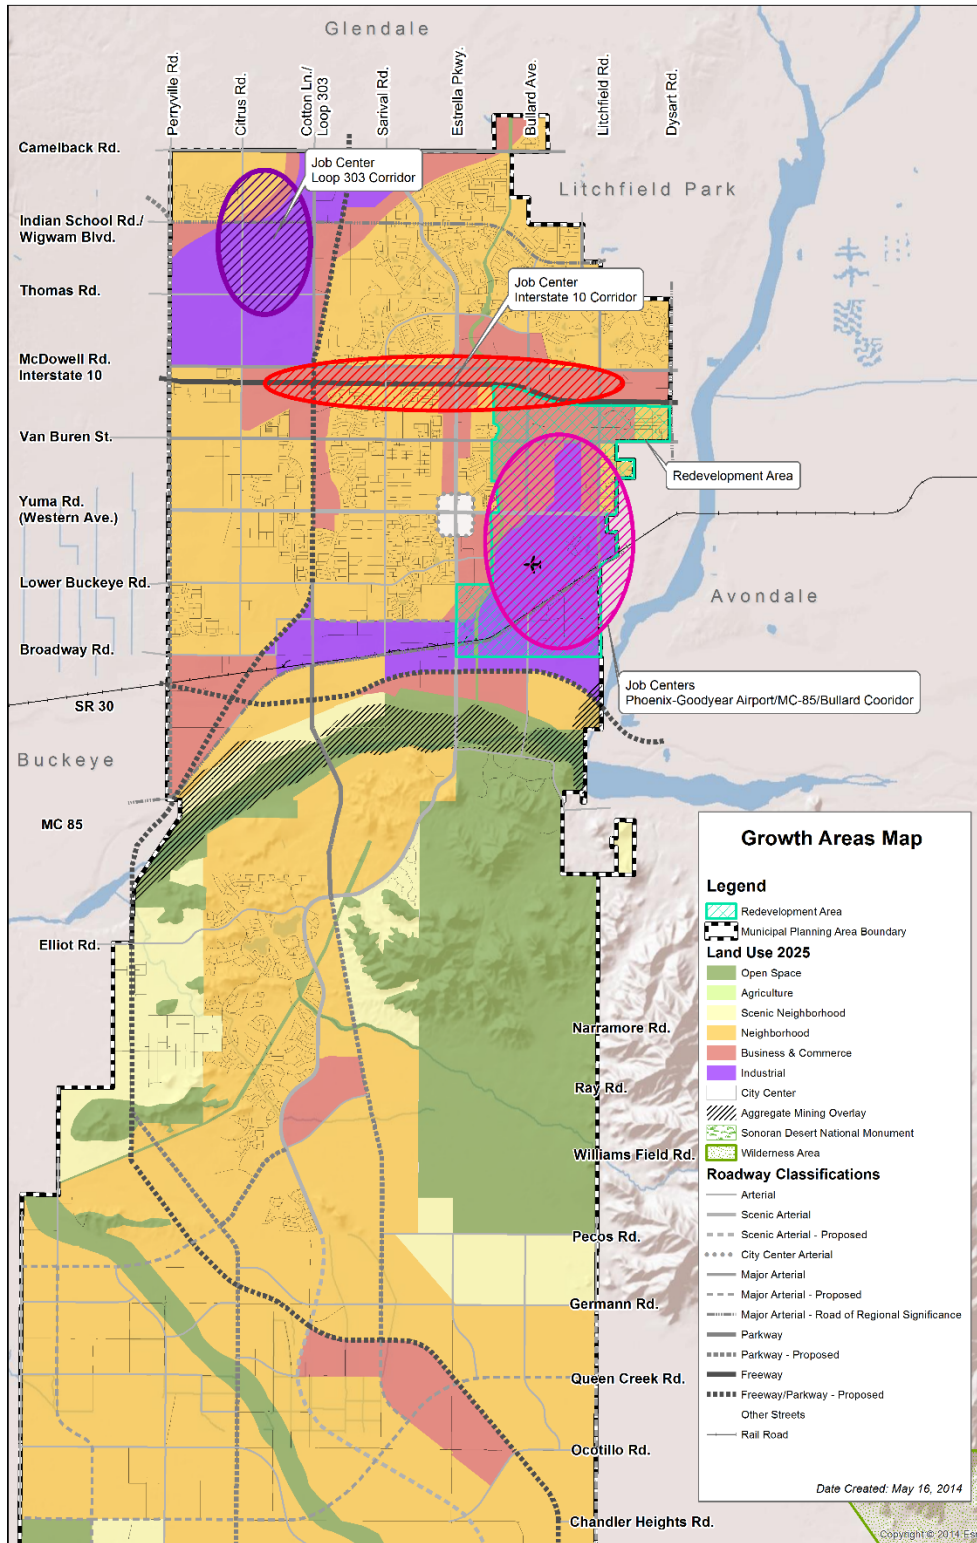 Glendale
Perryville Rd.
Citrus Rd.
Cotton Ln./
Loop 303
Sarival Rd.
Estrella Pkwy.
Bullard Ave.
Litchfield Rd.
Dysart Rd.
Camelback Rd.
Job Center
Loop 303 Corridor
Litchfield Park
Indian School Rd./
Wigwam Blvd.
Job Center
Interstate 10 Corridor
Thomas Rd.
McDowell Rd.
Interstate 10
Van Buren St.
Redevelopment Area
Yuma Rd.
(Western Ave.)
Lower Buckeye Rd.
Avondale
Broadway Rd.
Job Centers
Phoenix-Goodyear Airport/MC-85/Bullard Cooridor
SR 30
Buckeye
MC 85
Elliot Rd.
Narramore Rd.
Ray Rd.
Williams Field Rd.
Pecos Rd.
Germann Rd.
Queen Creek Rd.
Ocotillo Rd.
Chandler Heights Rd.
Growth Areas Map
Legend
Redevelopment Area
Municipal Planning Area Boundary
Land Use 2025
Open Space
Agriculture
Scenic Neighborhood
Neighborhood
Business & Commerce
Industrial
City Center
Aggregate Mining Overlay
Sonoran Desert National Monument
Wilderness Area
Roadway Classifications
Arterial
Scenic Arterial
Scenic Arterial - Proposed
City Center Arterial
Major Arterial
Major Arterial - Proposed
Major Arterial - Road of Regional Significance
Parkway
Parkway - Proposed
Freeway
Freeway/Parkway - Proposed
Other Streets
Rail Road
Date Created: May 16, 2014
Copyright © 2014